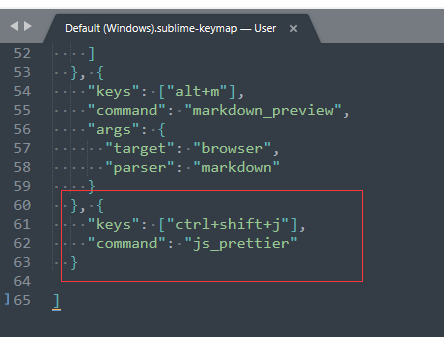 Default (Windows).sublime-keymap — User ×
52 ]
53 }, {
54 "keys": ["alt+m"],
55 "command": "markdown_preview",
56 "args": {
57 "target": "browser",
58 "parser": "markdown"
59 }
60 }, {
61 "keys": ["ctrl+shift+j"],
62 "command": "js_prettier"
63 }
64
65 ]